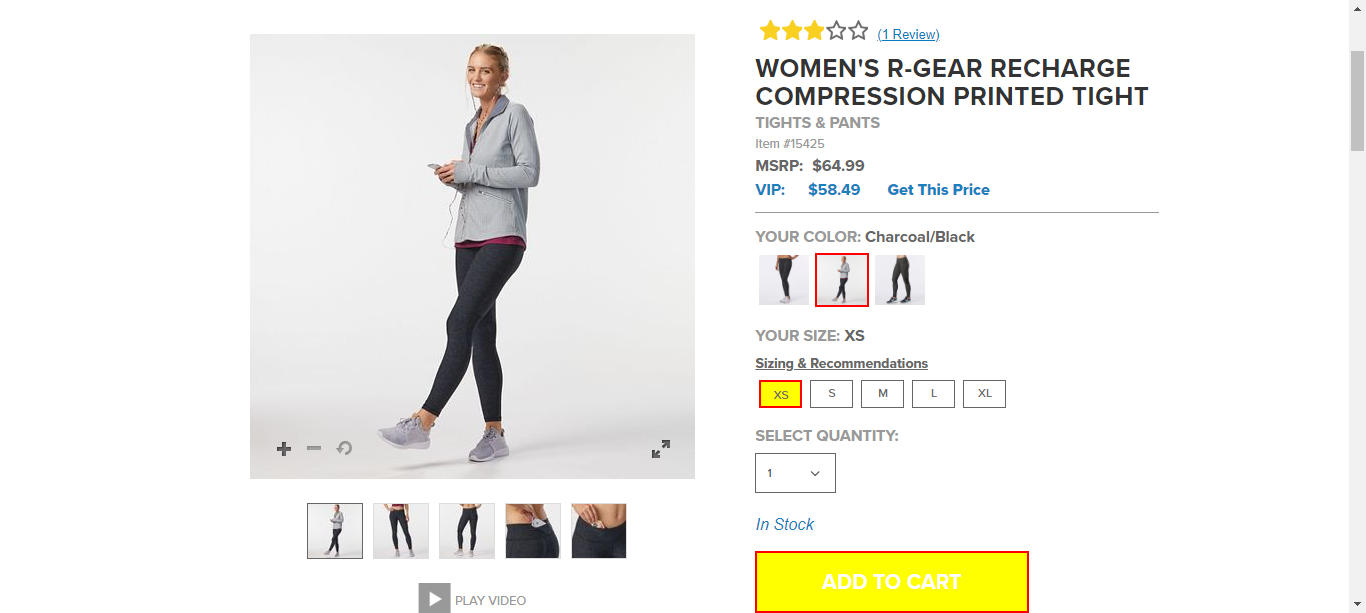 (1 Review)
WOMEN'S R-GEAR RECHARGE
COMPRESSION PRINTED TIGHT
TIGHTS & PANTS
Item #15425
MSRP: $64.99
VIP: $58.49 Get This Price
YOUR COLOR: Charcoal/Black
YOUR SIZE: XS
Sizing & Recommendations
XS S M L XL
SELECT QUANTITY:
1
In Stock
ADD TO CART
PLAY VIDEO